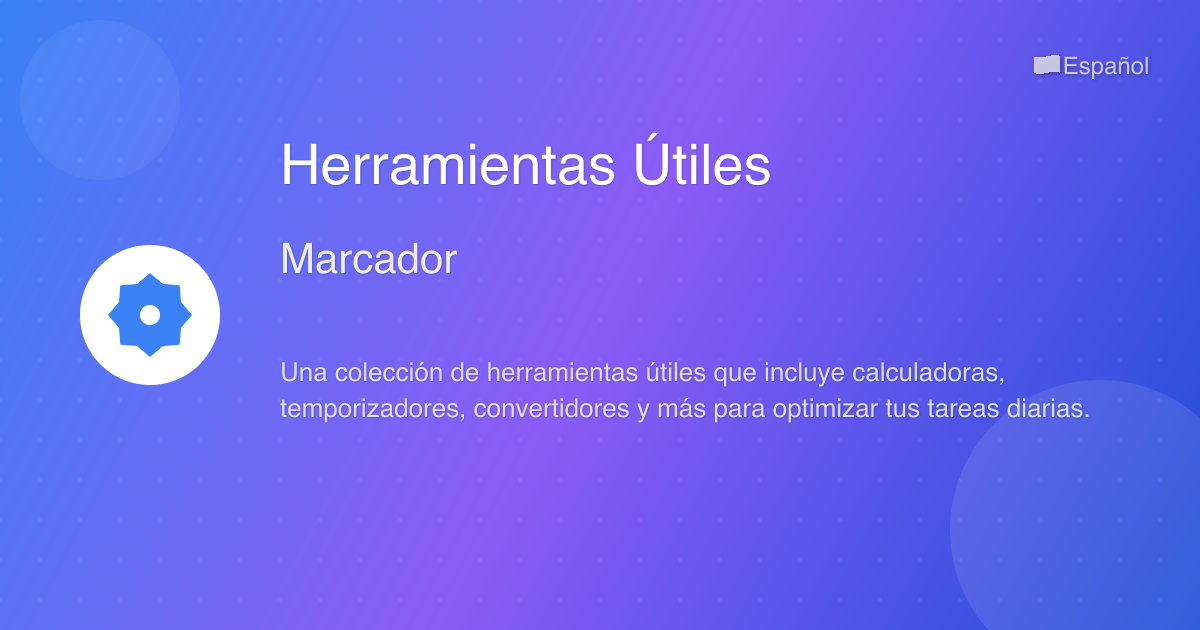 Español
Herramientas Útiles
Marcador
Una colección de herramientas útiles que incluye calculadoras,
temporizadores, convertidores y más para optimizar tus tareas diarias.